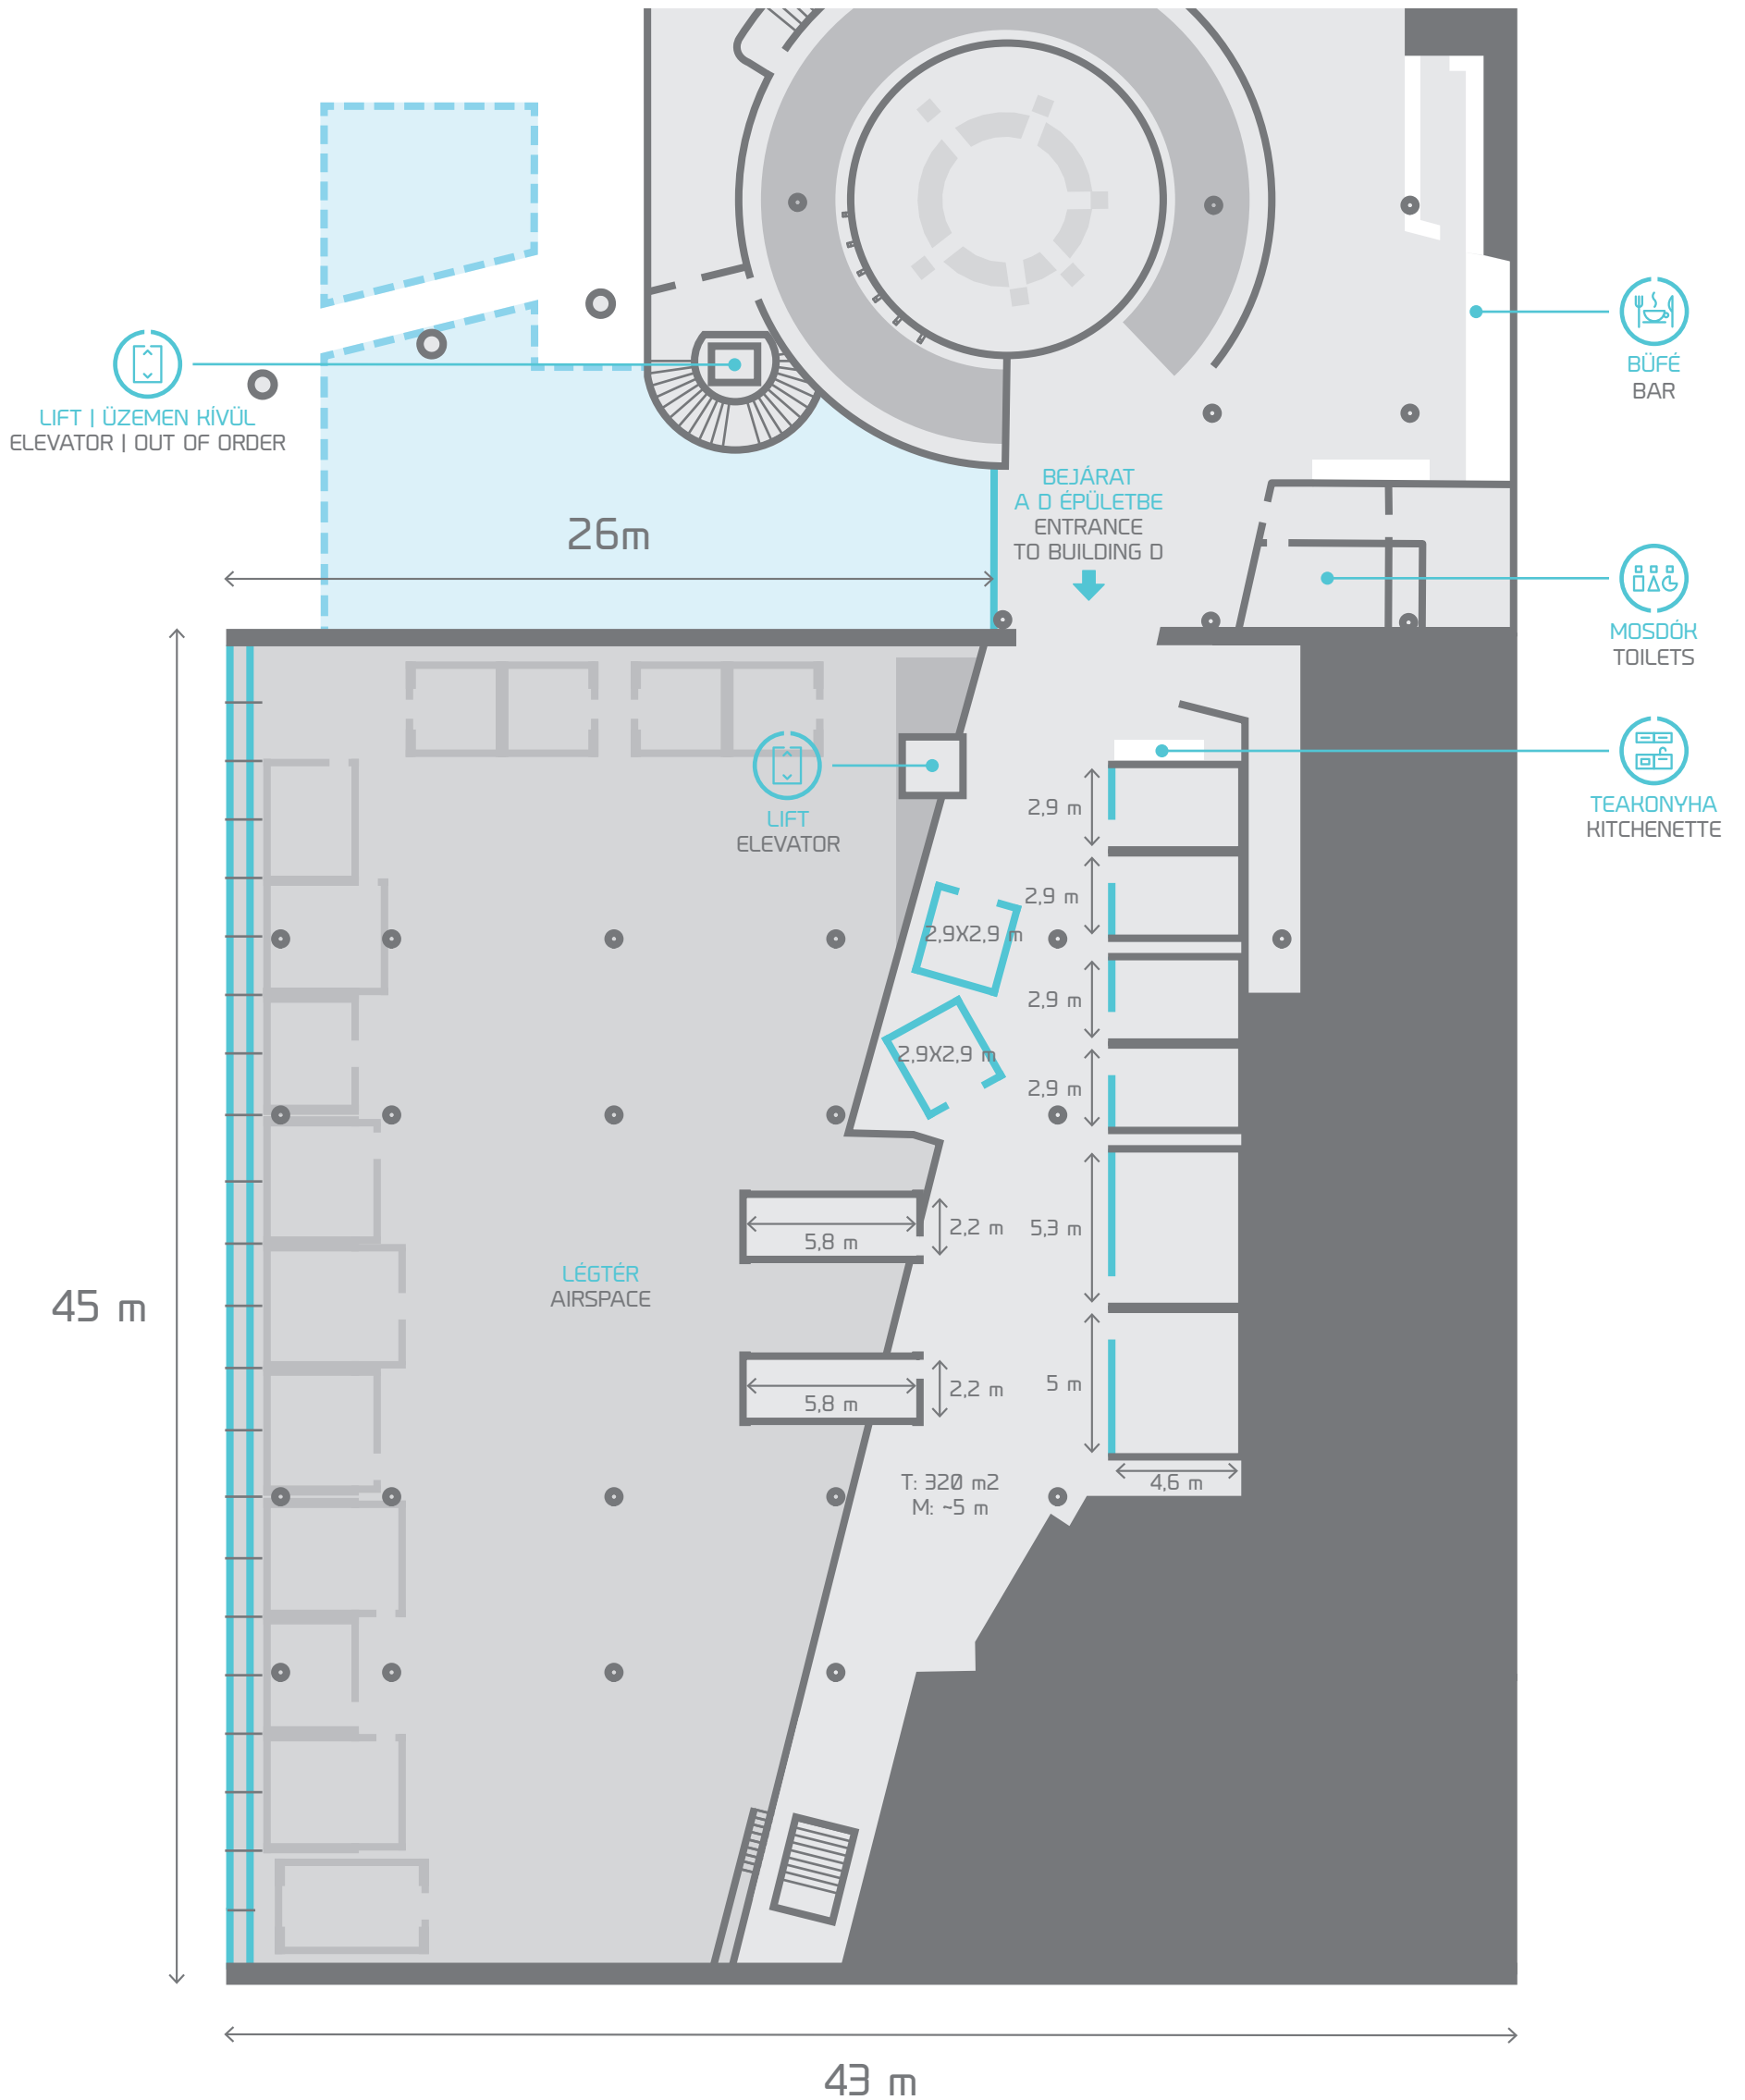 BÜFÉ
BAR
LIFT | ÜZEMEN KÍVÜL
ELEVATOR | OUT OF ORDER
BEJÁRAT
A D ÉPÜLETBE
ENTRANCE
TO BUILDING D
26m
MOSDÓK
TOILETS
LIFT
ELEVATOR
TEAKONYHA
KITCHENETTE
2,9 m
2,9 m
2,9X2,9 m
2,9 m
2,9X2,9 m
2,9 m
5,8 m
2,2 m
5,3 m
LÉGTÉR
AIRSPACE
45 m
5,8 m
2,2 m
5 m
4,6 m
T: 320 m2
M: ~5 m
43 m